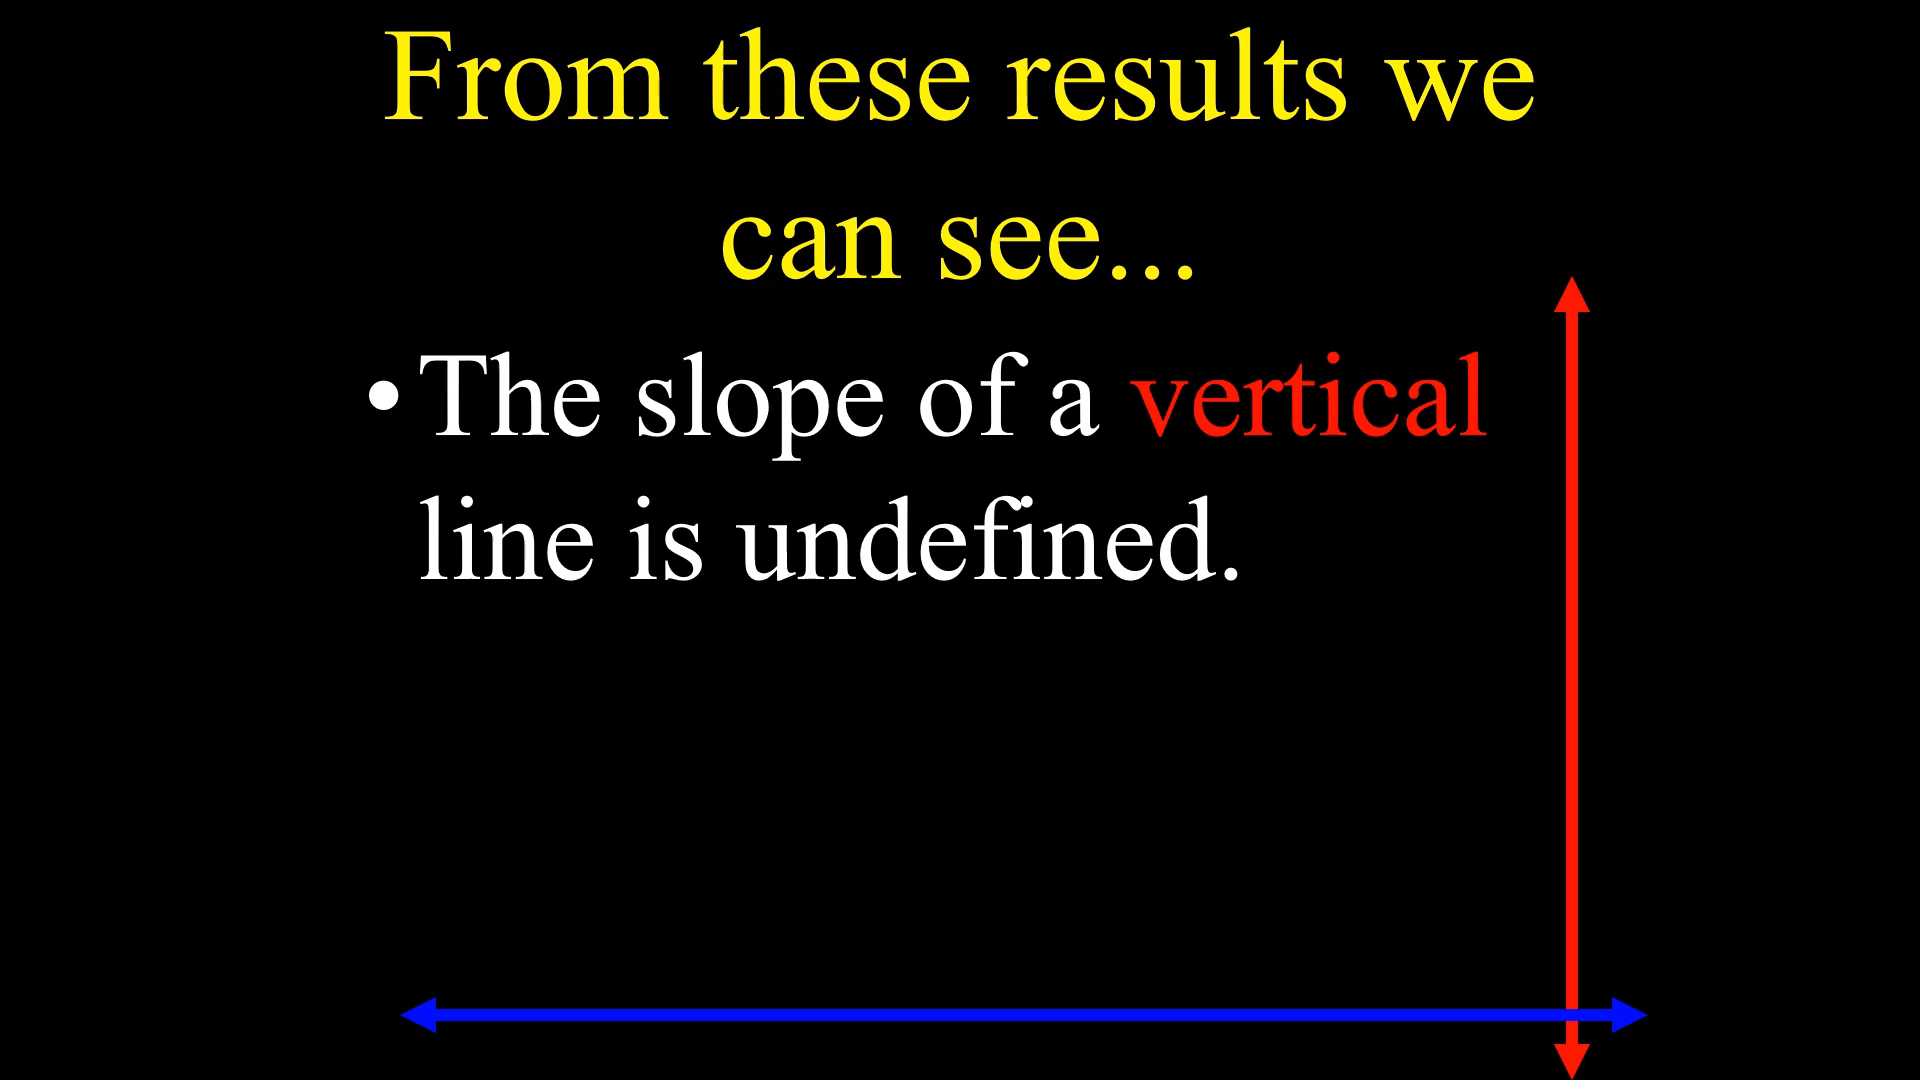 From these results we
can see...
• The slope of a vertical
line is undefined.